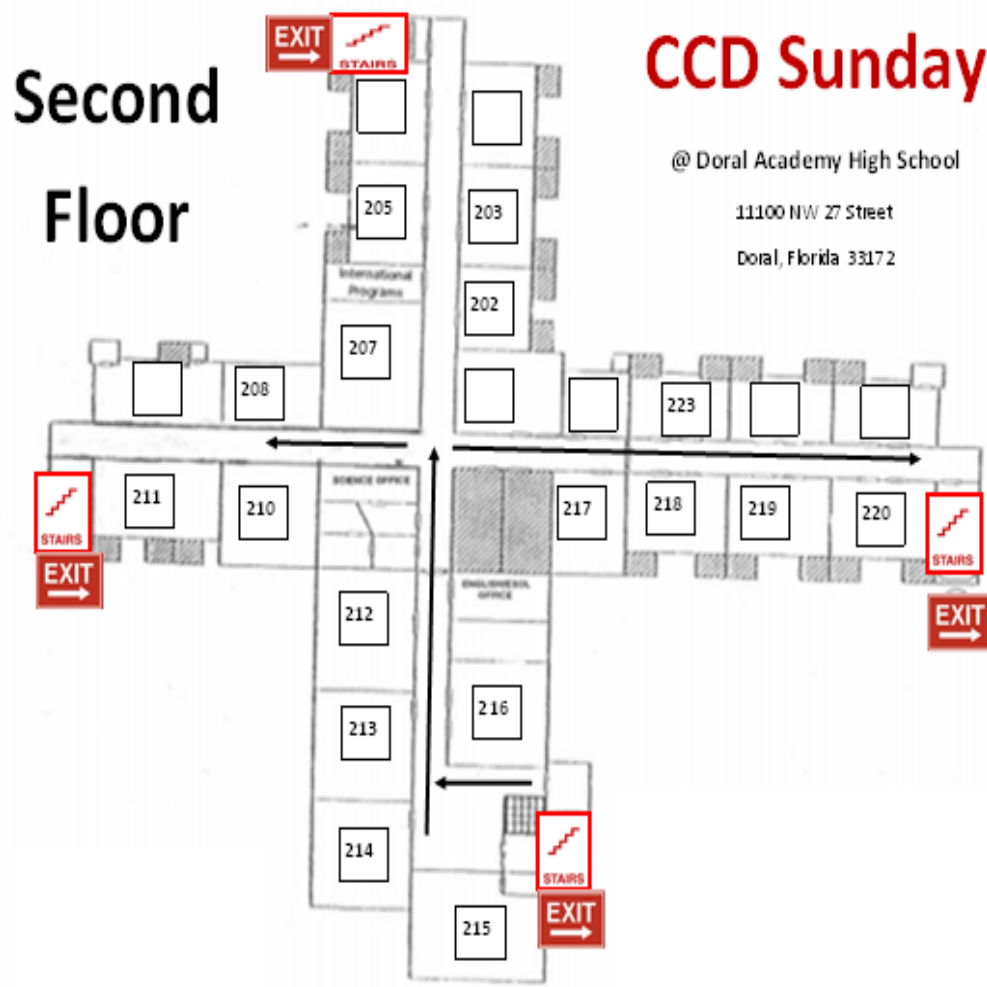 EXIT
STAIRS
CCD Sunday
Second
Floor
@ Doral Academy High School
11100 NW 27 Street
Doral, Florida 33172
205
203
International
Programs
202
207
208
223
SCIENCE OFFICE
211
210
217
218
219
220
STAIRS
EXIT
STAIRS
EXIT
ENGLISH/ESOL
OFFICE
212
216
213
214
STAIRS
EXIT
215